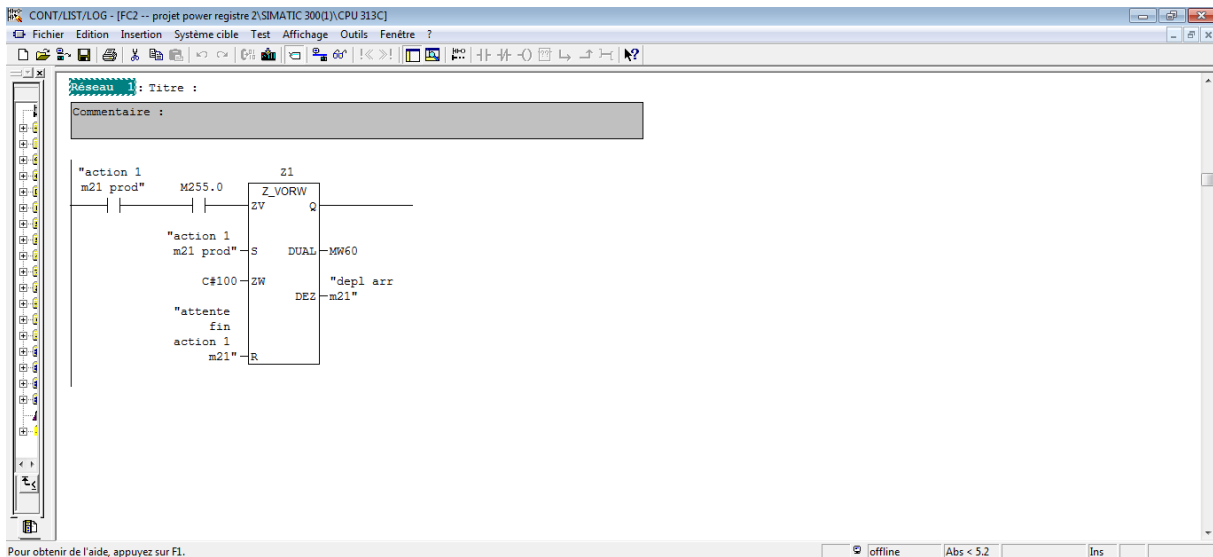 CONT/LIST/LOG - [FC2 -- projet power registre 2\SIMATIC 300(1)\CPU 313C]
Fichier Edition Insertion Système cible Test Affichage Outils Fenêtre ?
Réseau 1 : Titre :
Commentaire :
"action 1
m21 prod"
M255.0
Z1
Z_VORW
ZV
Q
"action 1
m21 prod"
S
DUAL
MW60
C#100
ZW
"depl arr
DEZ
m21"
"attente
fin
action 1
m21"
R
Pour obtenir de l'aide, appuyez sur F1.
offline
Abs < 5.2
Ins